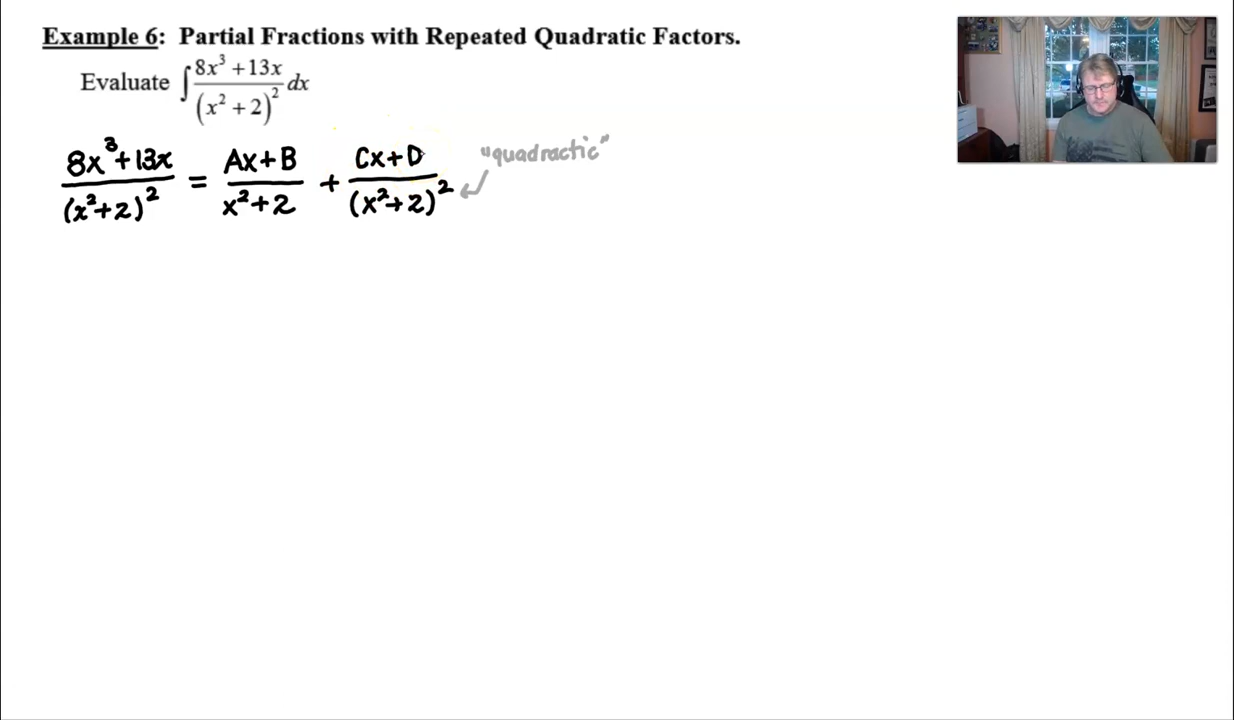 Example 6: Partial Fractions with Repeated Quadratic Factors.
Evaluate ∫ (8x³ + 13x)/(x² + 2)² dx
(8x³+13x)/(x²+2)² = (Ax+B)/(x²+2) + (Cx+D)/(x²+2)² "quadractic"